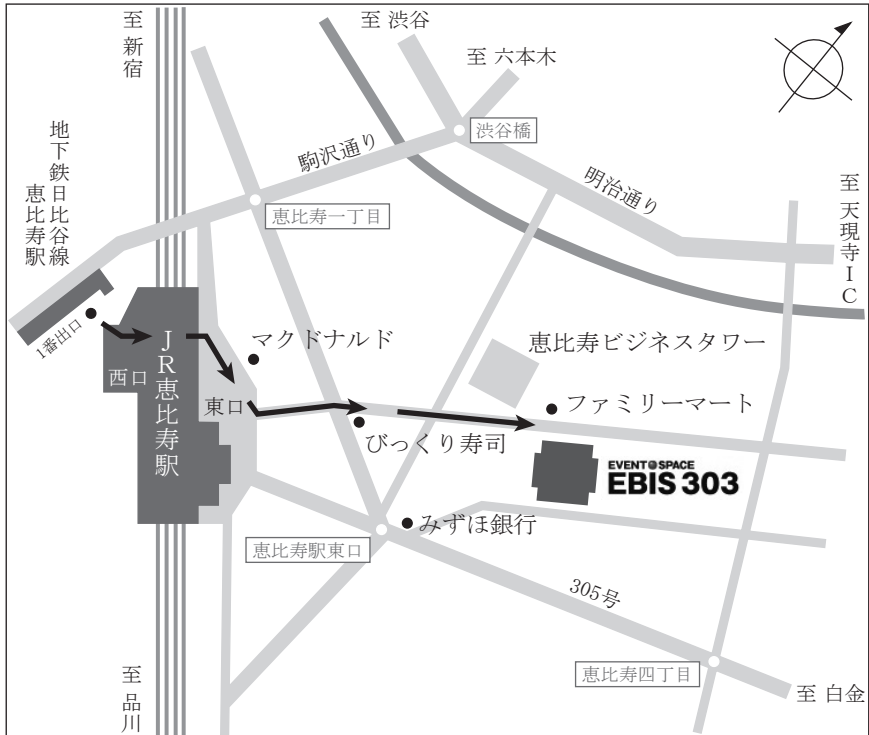 至 新宿
至 渋谷
至 六本木
渋谷橋
駒沢通り
明治通り
地下鉄日比谷線
恵比寿駅
恵比寿一丁目
至 天現寺IC
1番出口
西口
JR恵比寿駅
東口
マクドナルド
恵比寿ビジネスタワー
ファミリーマート
びっくり寿司
EVENT SPACE
EBIS 303
みずほ銀行
恵比寿駅東口
305号
恵比寿四丁目
至 品川
至 白金